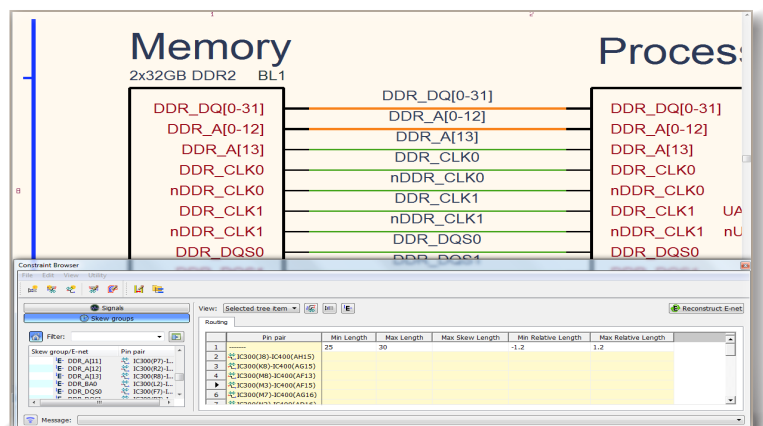 1 2
Memory Process
2x32GB DDR2 BL1
DDR_DQ[0-31] DDR_DQ[0-31] DDR_DQ[0-31]
DDR_A[0-12] DDR_A[0-12] DDR_A[0-12]
DDR_A[13] DDR_A[13] DDR_A[13]
DDR_CLK0 DDR_CLK0 DDR_CLK0
B nDDR_CLK0 nDDR_CLK0 nDDR_CLK0
DDR_CLK1 DDR_CLK1 DDR_CLK1 UA
nDDR_CLK1 nDDR_CLK1 nDDR_CLK1 nU
DDR_DQS0 DDR_DQS0 DDR_DQS0
DDR_DQS1
Constraint Browser
File Edit View Utility
Signals
Skew groups
View: Selected tree item Reconstruct E-net
Routing
Filter:
Pin pair Min Length Max Length Max Skew Length Min Relative Length Max Relative Length
1 25 30 -1.2 1.2
Skew group/E-net Pin pair
DDR_A[11] IC300(P7)-I...
DDR_A[12] IC300(R2)-I...
DDR_A[13] IC300(R8)-I...
DDR_BA0 IC300(L2)-I...
DDR_DQS0 IC300(F7)-I...
2 IC300(J8)-IC400(AH15)
3 IC300(K8)-IC400(AG15)
4 IC300(M8)-IC400(AF13)
IC300(M3)-IC400(AF15)
6 IC300(M7)-IC400(AG16)
Message: